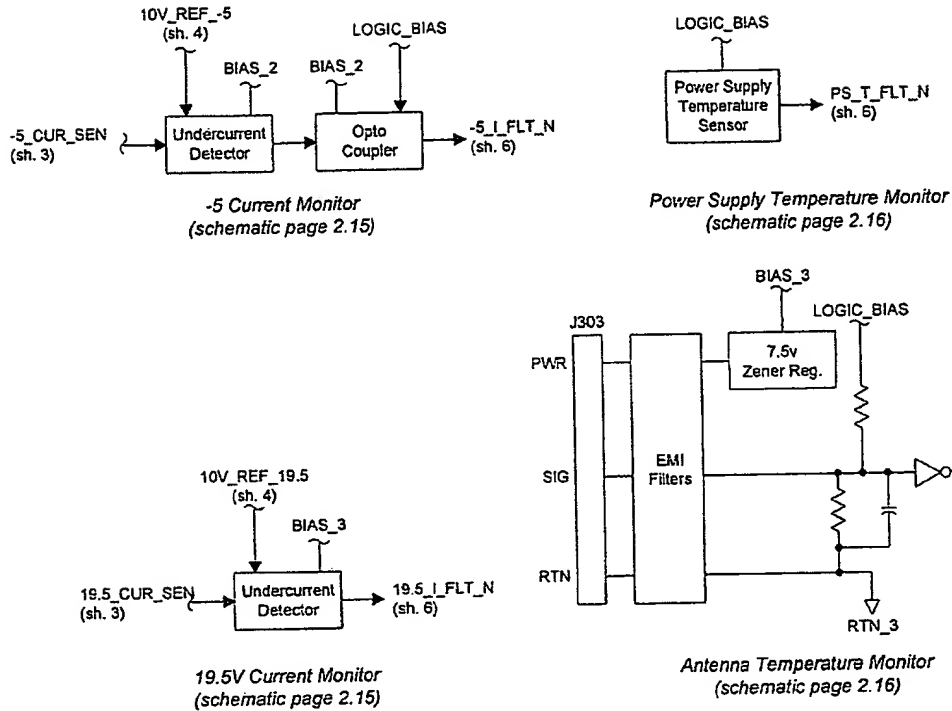 10V_REF_-5
(sh. 4)
LOGIC_BIAS
BIAS_2
BIAS_2
-5_CUR_SEN
(sh. 3)
Undercurrent
Detector
Opto
Coupler
-5_I_FLT_N
(sh. 6)
-5 Current Monitor
(schematic page 2.15)
LOGIC_BIAS
Power Supply
Temperature
Sensor
PS_T_FLT_N
(sh. 6)
Power Supply Temperature Monitor
(schematic page 2.16)
10V_REF_19.5
(sh. 4)
BIAS_3
19.5_CUR_SEN
(sh. 3)
Undercurrent
Detector
19.5_I_FLT_N
(sh. 6)
19.5V Current Monitor
(schematic page 2.15)
BIAS_3
LOGIC_BIAS
J303
7.5v
Zener Reg.
PWR
SIG
EMI
Filters
RTN
RTN_3
Antenna Temperature Monitor
(schematic page 2.16)